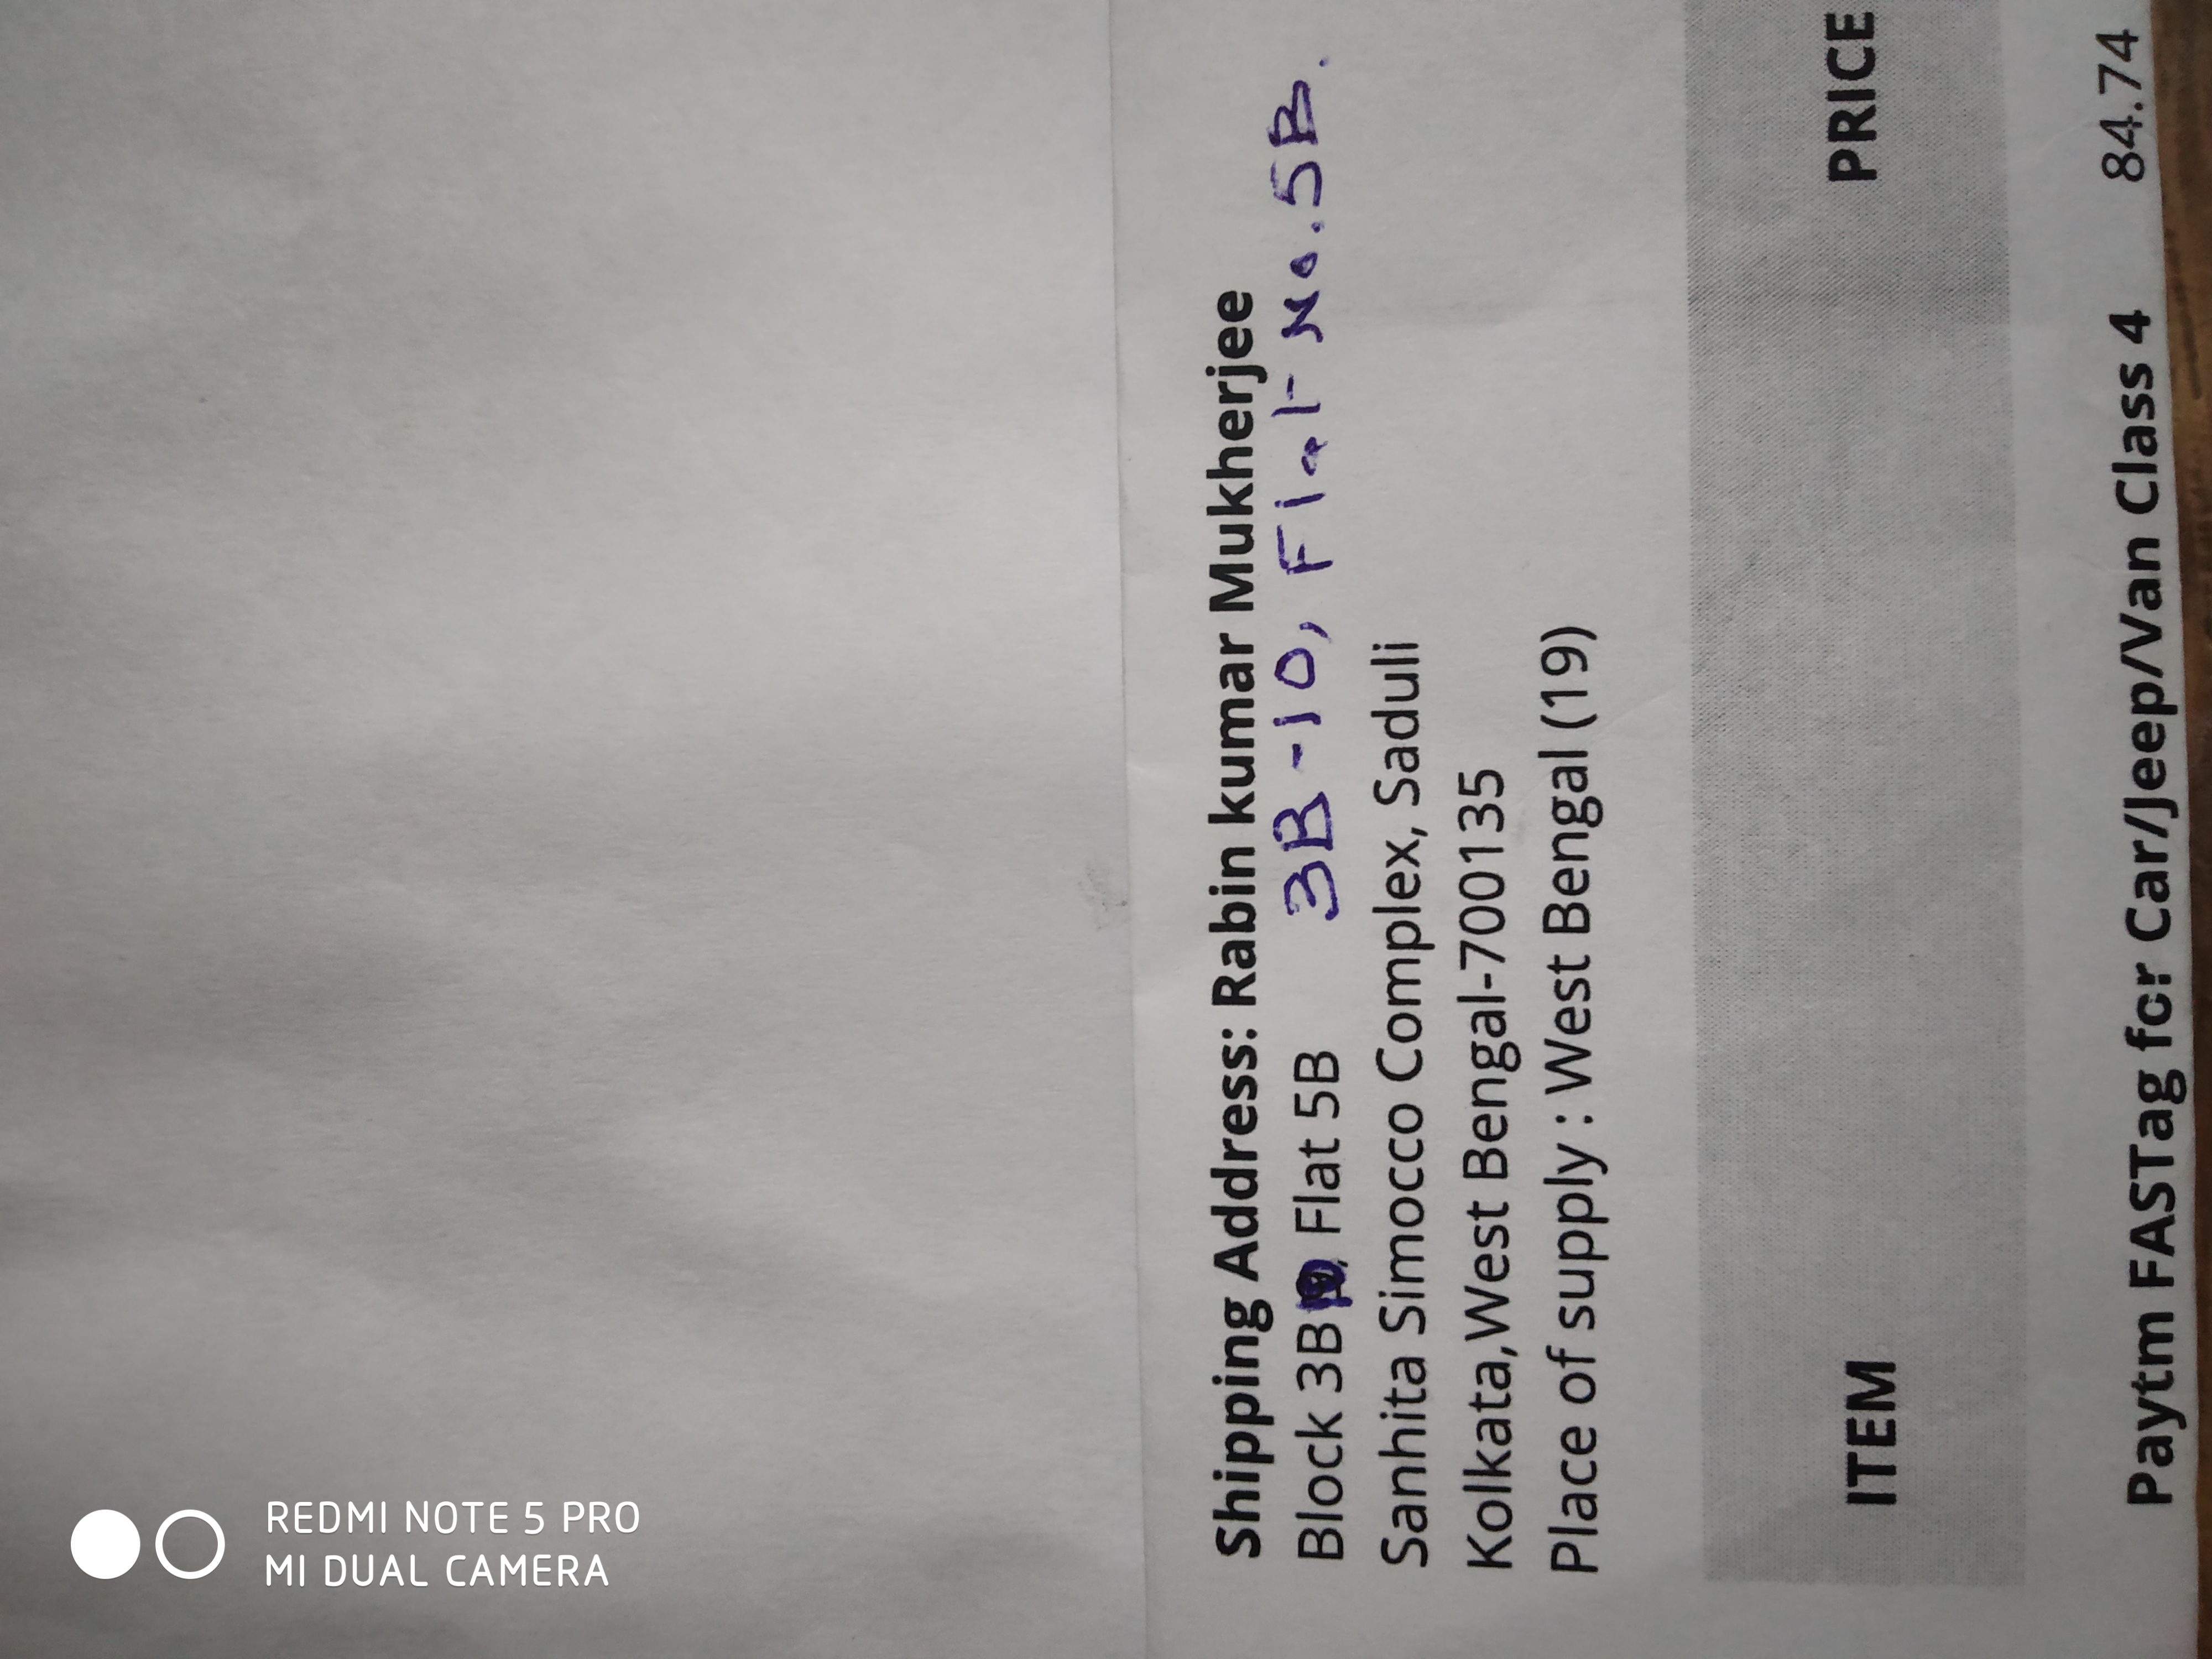 Shipping Address: Rabin kumar Mukherjee
Block 3B , Flat 5B 3B-10, Flat No. 5B.
Sanhita Simocco Complex, Saduli
Kolkata,West Bengal-700135
Place of supply : West Bengal (19)
ITEM PRICE
Paytm FASTag for Car/Jeep/Van Class 4 84.74
REDMI NOTE 5 PRO
MI DUAL CAMERA